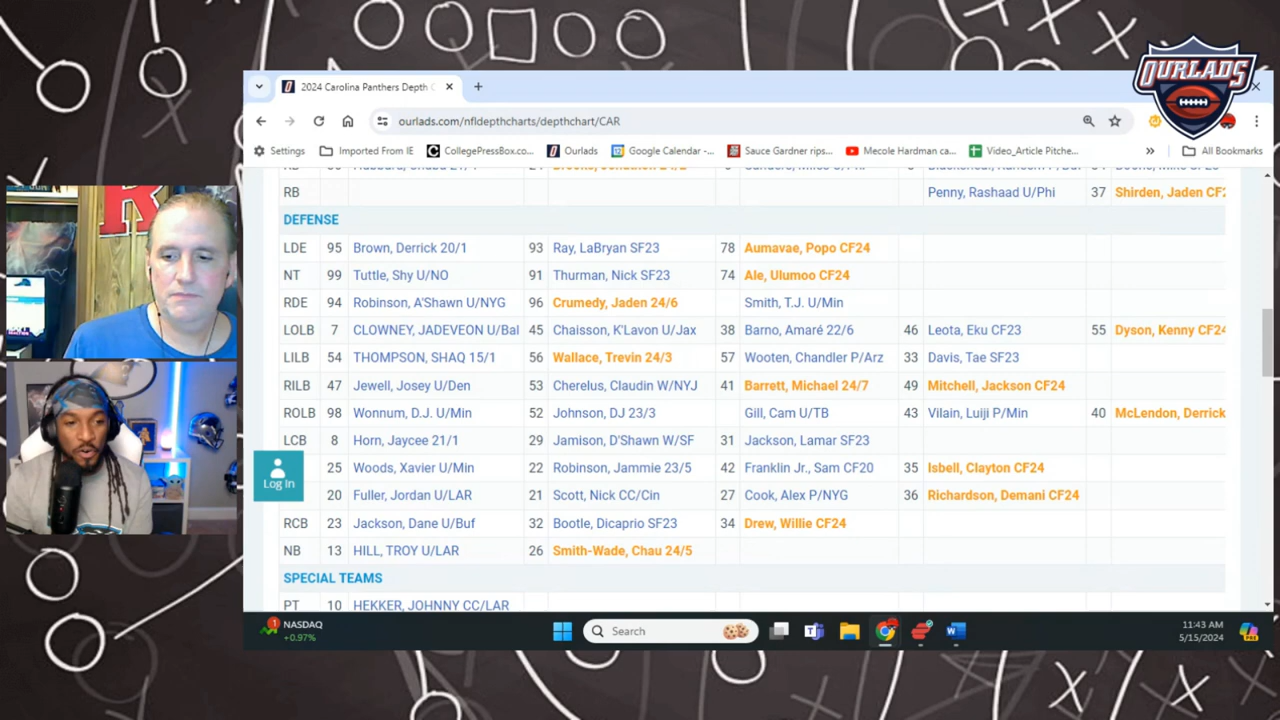 OURLADS
2024 Carolina Panthers Depth C
ourlads.com/nfldepthcharts/depthchart/CAR
Settings Imported From IE CollegePressBox.co... Ourlads Google Calendar -... Sauce Gardner rips... Mecole Hardman ca... Video_Article Pitche... » All Bookmarks
RB Penny, Rashaad U/Phi 37 Shirden, Jaden CF2
DEFENSE
LDE 95 Brown, Derrick 20/1 93 Ray, LaBryan SF23 78 Aumavae, Popo CF24
NT 99 Tuttle, Shy U/NO 91 Thurman, Nick SF23 74 Ale, Ulumoo CF24
RDE 94 Robinson, A'Shawn U/NYG 96 Crumedy, Jaden 24/6 Smith, T.J. U/Min
LOLB 7 CLOWNEY, JADEVEON U/Bal 45 Chaisson, K'Lavon U/Jax 38 Barno, Amaré 22/6 46 Leota, Eku CF23 55 Dyson, Kenny CF24
LILB 54 THOMPSON, SHAQ 15/1 56 Wallace, Trevin 24/3 57 Wooten, Chandler P/Arz 33 Davis, Tae SF23
RILB 47 Jewell, Josey U/Den 53 Cherelus, Claudin W/NYJ 41 Barrett, Michael 24/7 49 Mitchell, Jackson CF24
ROLB 98 Wonnum, D.J. U/Min 52 Johnson, DJ 23/3 Gill, Cam U/TB 43 Vilain, Luiji P/Min 40 McLendon, Derrick
LCB 8 Horn, Jaycee 21/1 29 Jamison, D'Shawn W/SF 31 Jackson, Lamar SF23
25 Woods, Xavier U/Min 22 Robinson, Jammie 23/5 42 Franklin Jr., Sam CF20 35 Isbell, Clayton CF24
Log In
20 Fuller, Jordan U/LAR 21 Scott, Nick CC/Cin 27 Cook, Alex P/NYG 36 Richardson, Demani CF24
RCB 23 Jackson, Dane U/Buf 32 Bootle, Dicaprio SF23 34 Drew, Willie CF24
NB 13 HILL, TROY U/LAR 26 Smith-Wade, Chau 24/5
SPECIAL TEAMS
PT 10 HEKKER, JOHNNY CC/LAR
NASDAQ
+0.97%
Search
11:43 AM
5/15/2024